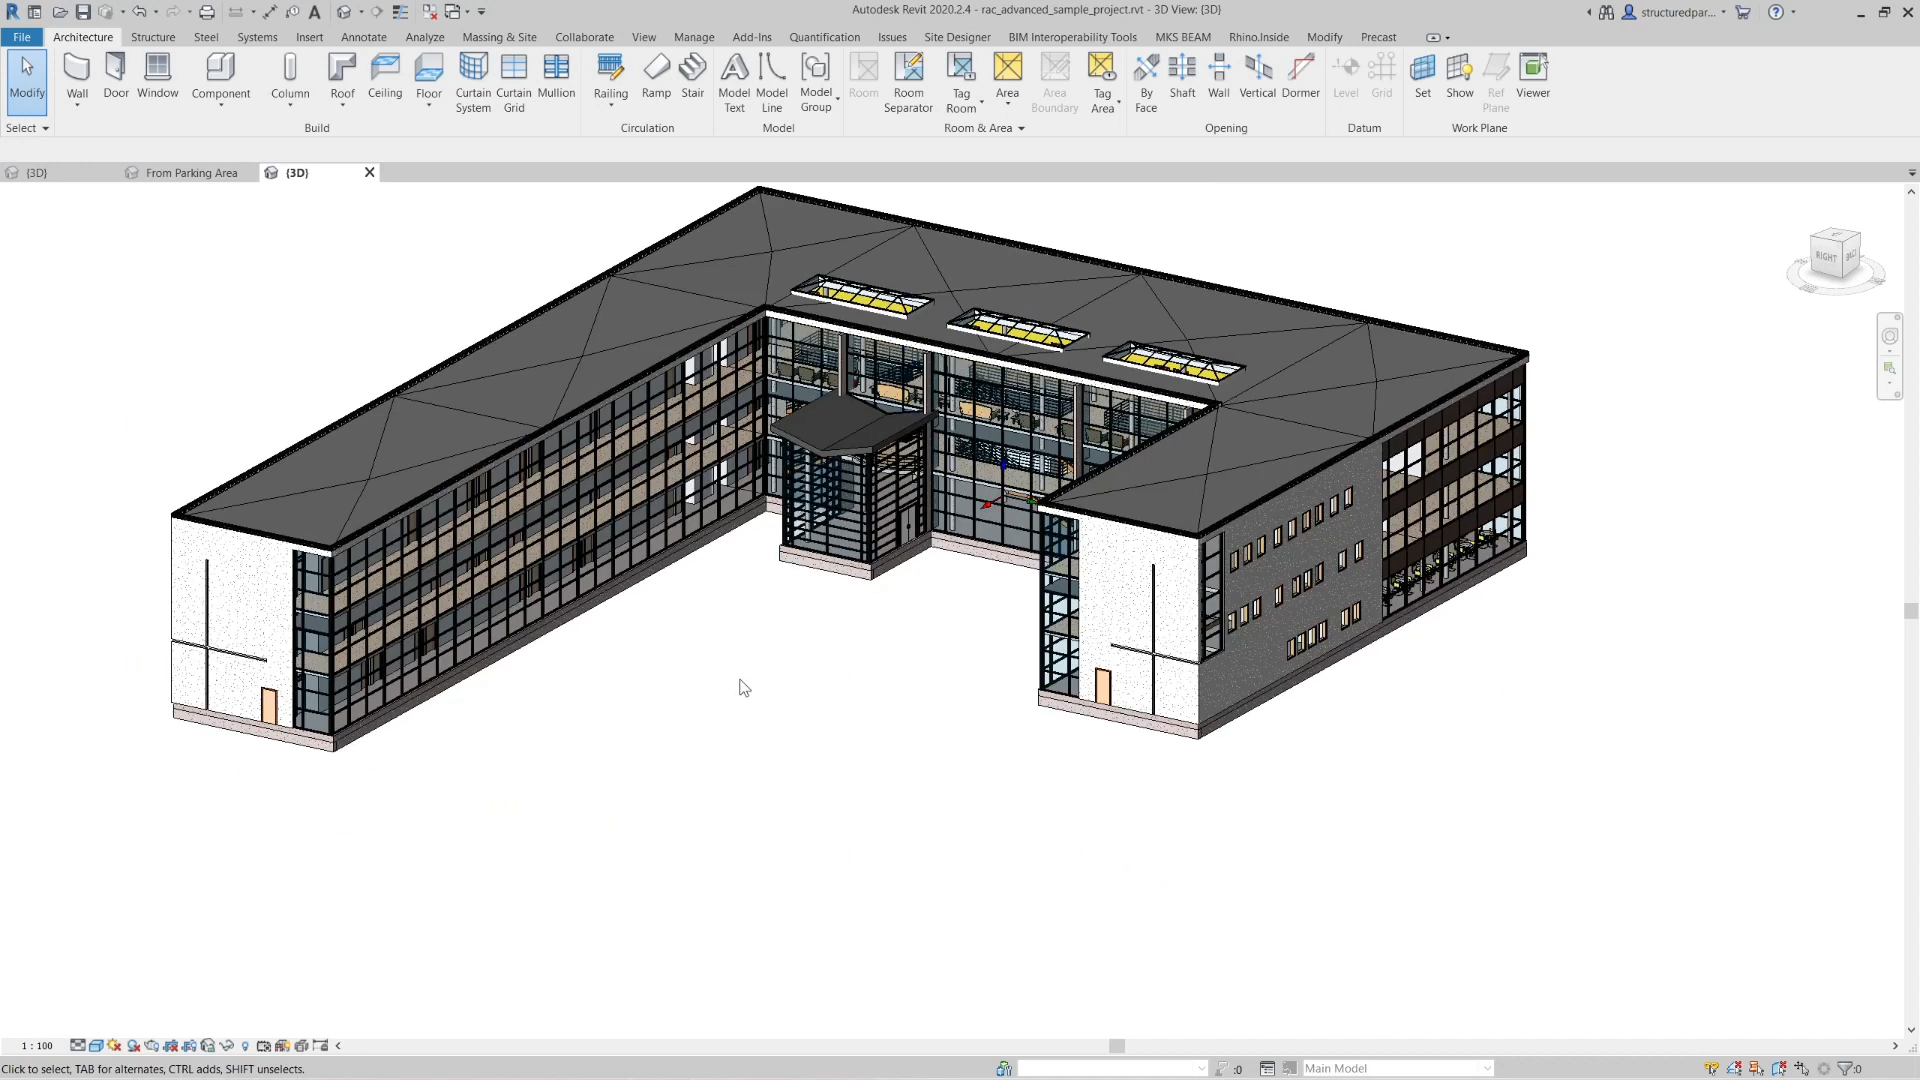 Autodesk Revit 2020.2.4 - rac_advanced_sample_project.rvt - 3D View: {3D}
structuredpar...
File Architecture Structure Steel Systems Insert Annotate Analyze Massing & Site Collaborate View Manage Add-Ins Quantification Issues Site Designer BIM Interoperability Tools MKS BEAM Rhino.Inside Modify Precast
Modify Wall Door Window Component Column Roof Ceiling Floor Curtain System Curtain Grid Mullion Railing Ramp Stair Model Text Model Line Model Group Room Room Separator Tag Room Area Area Boundary Tag Area By Face Shaft Wall Vertical Dormer Level Grid Set Show Ref Plane Viewer
Select Build Circulation Model Room & Area Opening Datum Work Plane
{3D} From Parking Area {3D}
RIGHT
1 : 100
Click to select, TAB for alternates, CTRL adds, SHIFT unselects.
:0
Main Model
:0